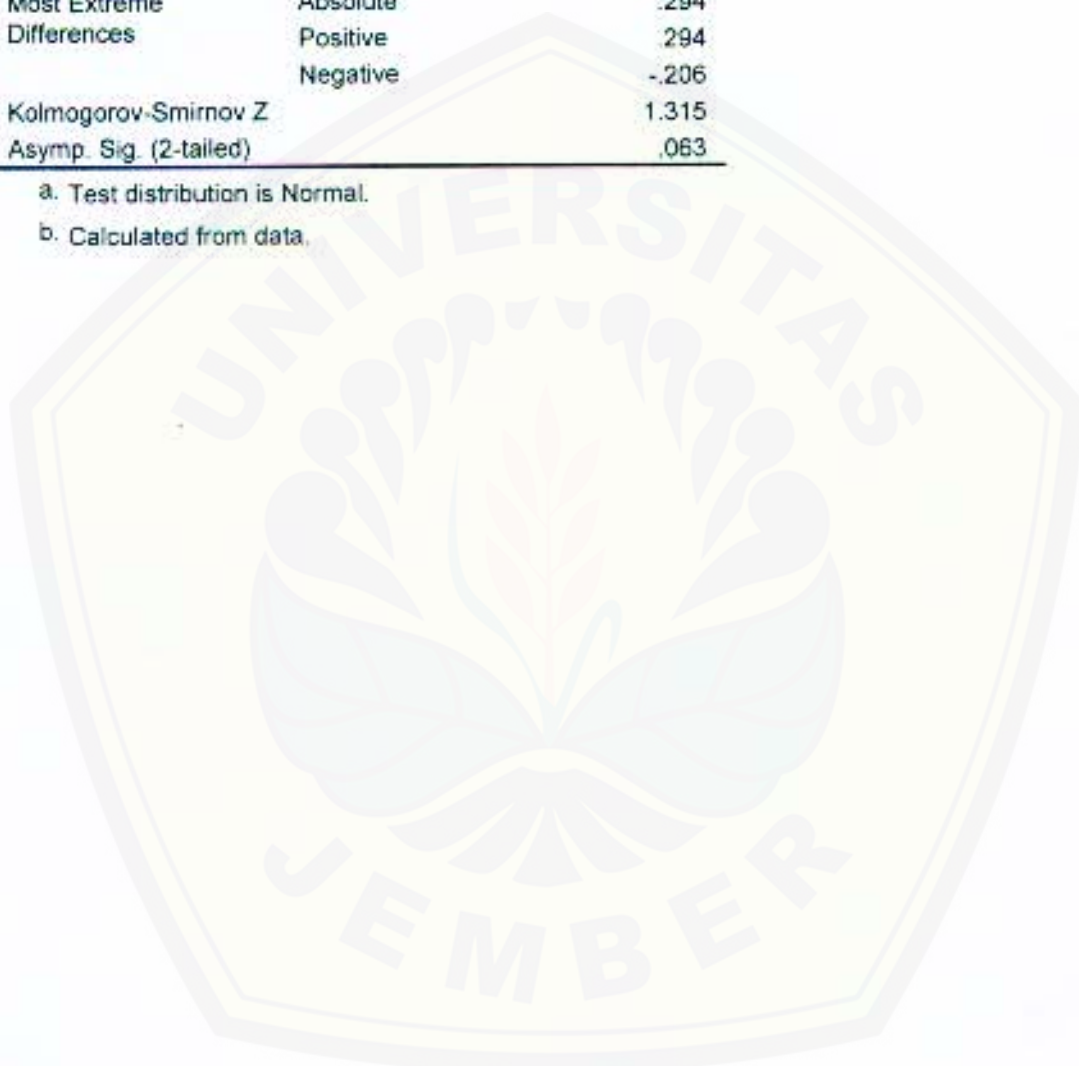 Most Extreme Absolute .294
Differences Positive .294
Negative -.206
Kolmogorov-Smirnov Z 1.315
Asymp. Sig. (2-tailed) .063
a. Test distribution is Normal.
b. Calculated from data.
UNIVERSITAS
JEMBER